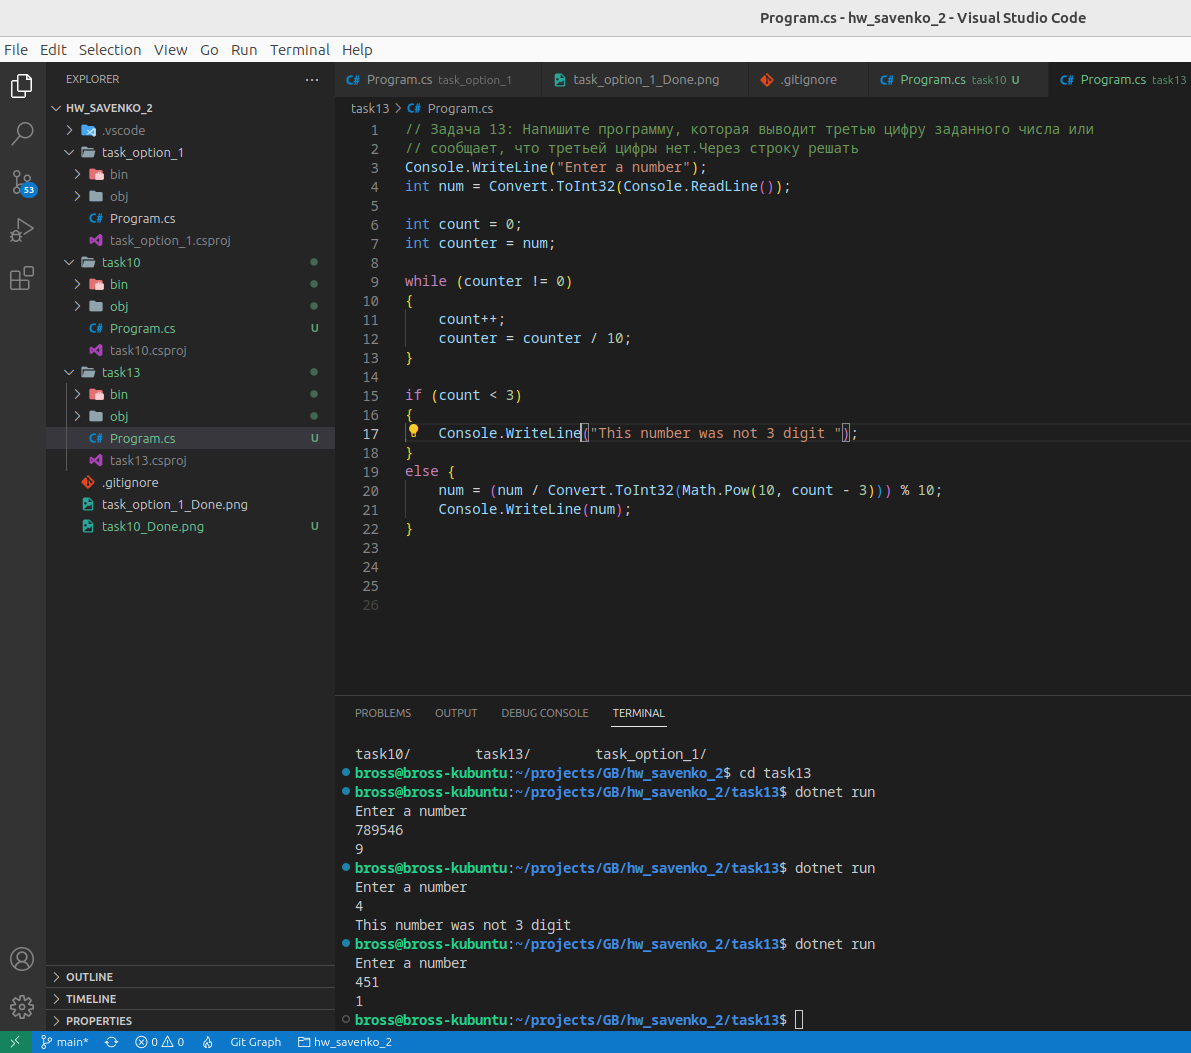 Program.cs - hw_savenko_2 - Visual Studio Code
File Edit Selection View Go Run Terminal Help
EXPLORER
HW_SAVENKO_2
.vscode
task_option_1
bin
obj
C# Program.cs
task_option_1.csproj
task10
bin
obj
C# Program.cs U
task10.csproj
task13
bin
obj
C# Program.cs U
task13.csproj
.gitignore
task_option_1_Done.png
task10_Done.png U
53
OUTLINE
TIMELINE
PROPERTIES
C# Program.cs task_option_1 task_option_1_Done.png .gitignore C# Program.cs task10 U C# Program.cs task13
task13 > C# Program.cs
1 // Задача 13: Напишите программу, которая выводит третью цифру заданного числа или
2 // сообщает, что третьей цифры нет.Через строку решать
3 Console.WriteLine("Enter a number");
4 int num = Convert.ToInt32(Console.ReadLine());
5
6 int count = 0;
7 int counter = num;
8
9 while (counter != 0)
10 {
11 count++;
12 counter = counter / 10;
13 }
14
15 if (count < 3)
16 {
17 Console.WriteLine("This number was not 3 digit ");
18 }
19 else {
20 num = (num / Convert.ToInt32(Math.Pow(10, count - 3))) % 10;
21 Console.WriteLine(num);
22 }
23
24
25
26
PROBLEMS OUTPUT DEBUG CONSOLE TERMINAL
task10/ task13/ task_option_1/
bross@bross-kubuntu:~/projects/GB/hw_savenko_2$ cd task13
bross@bross-kubuntu:~/projects/GB/hw_savenko_2/task13$ dotnet run
Enter a number
789546
9
bross@bross-kubuntu:~/projects/GB/hw_savenko_2/task13$ dotnet run
Enter a number
4
This number was not 3 digit
bross@bross-kubuntu:~/projects/GB/hw_savenko_2/task13$ dotnet run
Enter a number
451
1
bross@bross-kubuntu:~/projects/GB/hw_savenko_2/task13$
main* 0 0 Git Graph hw_savenko_2